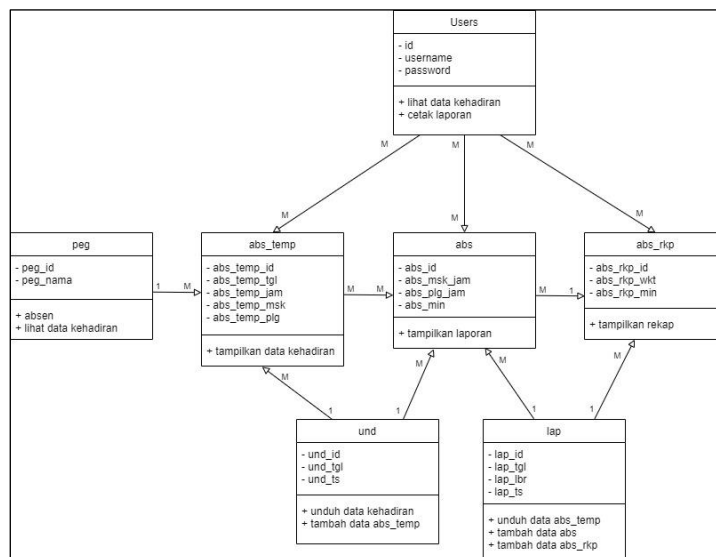 Users
- id
- username
- password
+ lihat data kehadiran
+ cetak laporan
M
M
M
M
M
M
peg
- peg_id
- peg_nama
+ absen
+ lihat data kehadiran
1
M
abs_temp
- abs_temp_id
- abs_temp_tgl
- abs_temp_jam
- abs_temp_msk
- abs_temp_plg
+ tampilkan data kehadiran
M
M
abs
- abs_id
- abs_msk_jam
- abs_plg_jam
- abs_min
+ tampilkan laporan
M
1
abs_rkp
- abs_rkp_id
- abs_rkp_wkt
- abs_rkp_min
+ tampilkan rekap
M
M
M
M
1
1
1
1
und
- und_id
- und_tgl
- und_ts
+ unduh data kehadiran
+ tambah data abs_temp
lap
- lap_id
- lap_tgl
- lap_lbr
- lap_ts
+ unduh data abs_temp
+ tambah data abs
+ tambah data abs_rkp